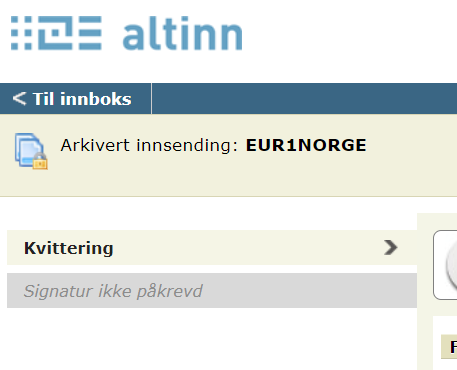 altinn
< Til innboks
Arkivert innsending: EUR1NORGE
Kvittering
Signatur ikke påkrevd
F